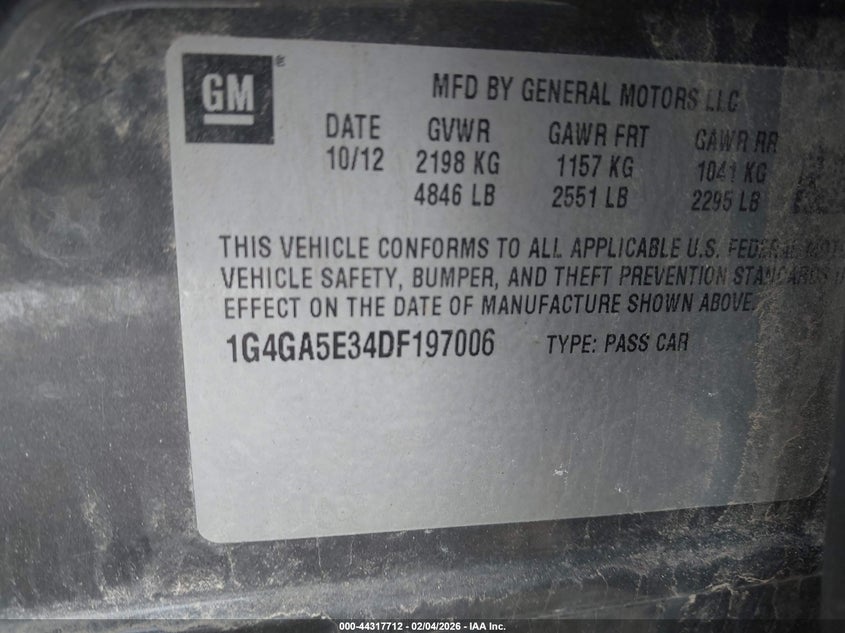 GM®
MFD BY GENERAL MOTORS LLC
DATE GVWR GAWR FRT GAWR RR
10/12 2198 KG 1157 KG 1041 KG
4846 LB 2551 LB 2295 LB
THIS VEHICLE CONFORMS TO ALL APPLICABLE U.S. FEDERAL
VEHICLE SAFETY, BUMPER, AND THEFT PREVENTION STANDARDS
EFFECT ON THE DATE OF MANUFACTURE SHOWN ABOVE.
1G4GA5E34DF197006 TYPE: PASS CAR
000-44317712 - 02/04/2026 - IAA Inc.